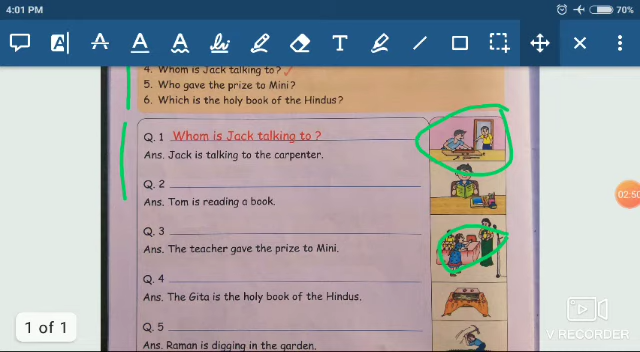 4:01 PM
70%
A
A
A
A
T
4. Whom is Jack talking to?
5. Who gave the prize to Mini?
6. Which is the holy book of the Hindus?
Q. 1 Whom is Jack talking to ?
Ans. Jack is talking to the carpenter.
Q. 2
Ans. Tom is reading a book.
Q. 3
Ans. The teacher gave the prize to Mini.
Q. 4
Ans. The Gita is the holy book of the Hindus.
Q. 5
Ans. Raman is digging in the garden.
02:50
1 of 1
V RECORDER